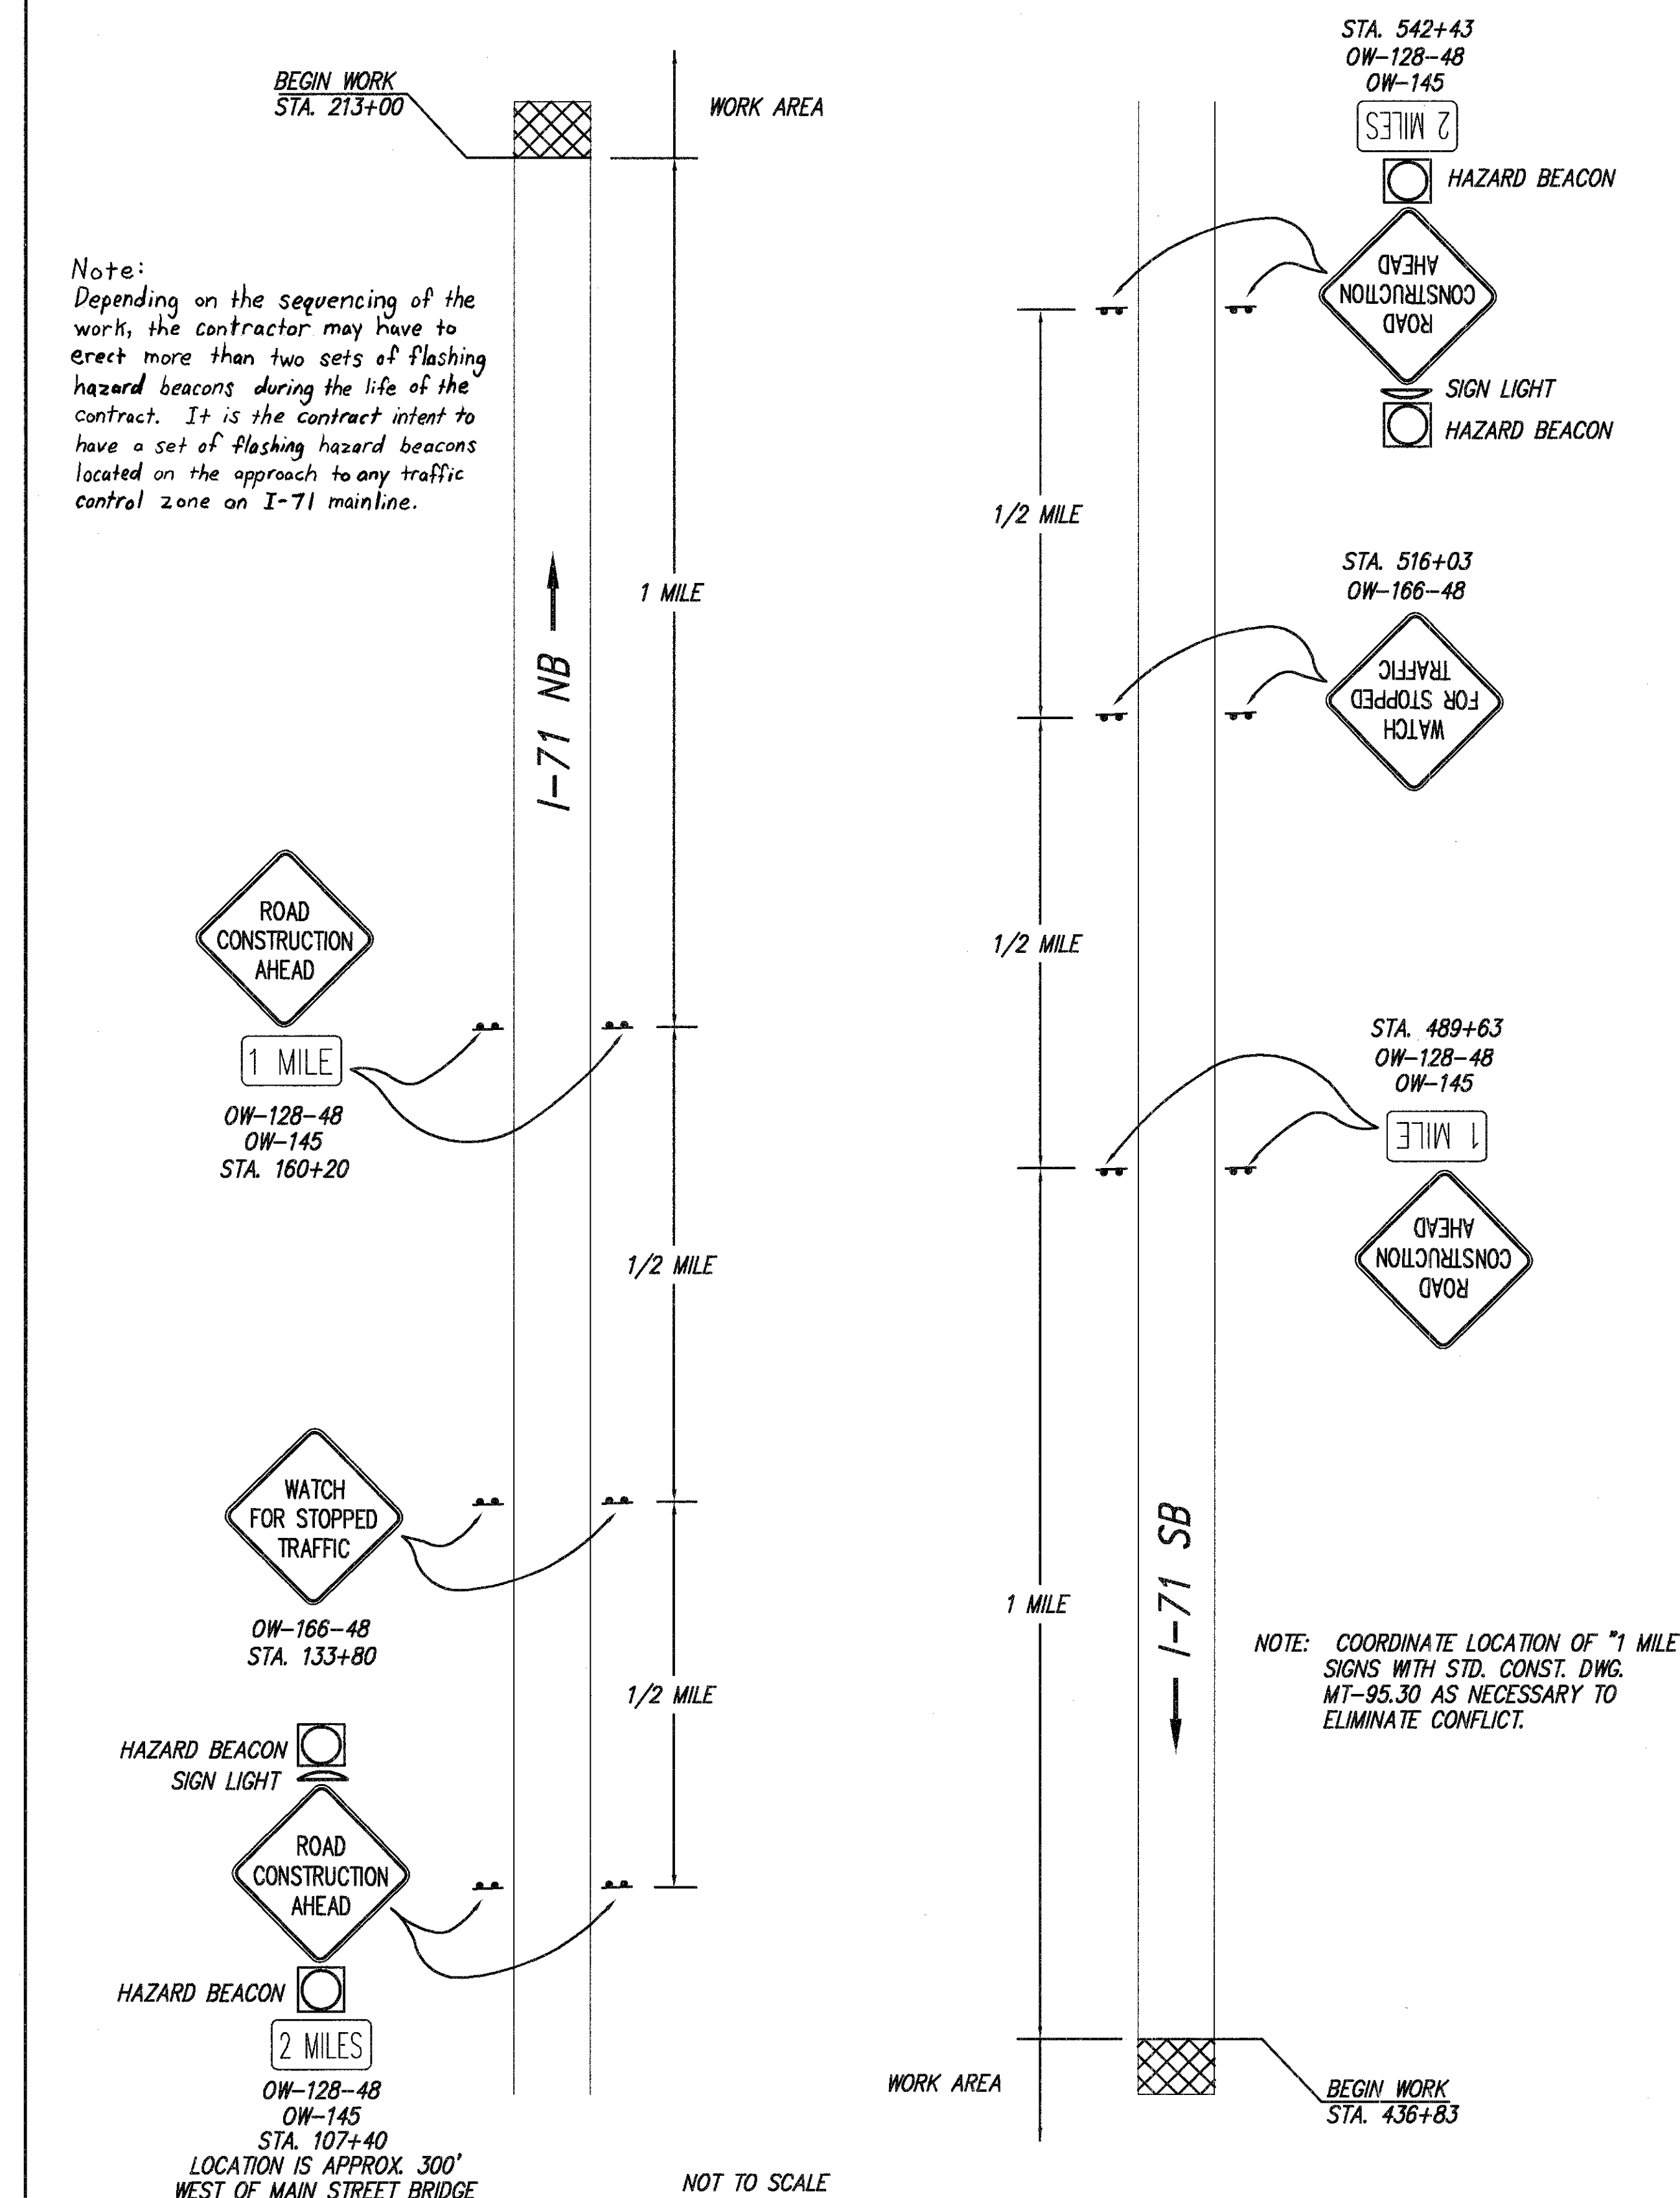 BEGIN WORK
STA. 213+00
WORK AREA
Note:
Depending on the sequencing of the
work, the contractor may have to
erect more than two sets of flashing
hazard beacons during the life of the
contract. It is the contract intent to
have a set of flashing hazard beacons
located on the approach to any traffic
control zone on I-71 mainline.
1 MILE
I-71 NB
ROAD
CONSTRUCTION
AHEAD
1 MILE
OW-128-48
OW-145
STA. 160+20
1/2 MILE
WATCH
FOR STOPPED
TRAFFIC
OW-166-48
STA. 133+80
1/2 MILE
HAZARD BEACON
SIGN LIGHT
ROAD
CONSTRUCTION
AHEAD
HAZARD BEACON
2 MILES
OW-128-48
OW-145
STA. 107+40
LOCATION IS APPROX. 300'
WEST OF MAIN STREET BRIDGE
NOT TO SCALE
STA. 542+43
OW-128-48
OW-145
2 MILES
HAZARD BEACON
ROAD
CONSTRUCTION
AHEAD
SIGN LIGHT
HAZARD BEACON
1/2 MILE
STA. 516+03
OW-166-48
WATCH
FOR STOPPED
TRAFFIC
1/2 MILE
STA. 489+63
OW-128-48
OW-145
1 MILE
ROAD
CONSTRUCTION
AHEAD
I-71 SB
1 MILE
NOTE: COORDINATE LOCATION OF "1 MILE
SIGNS WITH STD. CONST. DWG.
MT-95.30 AS NECESSARY TO
ELIMINATE CONFLICT.
WORK AREA
BEGIN WORK
STA. 436+83